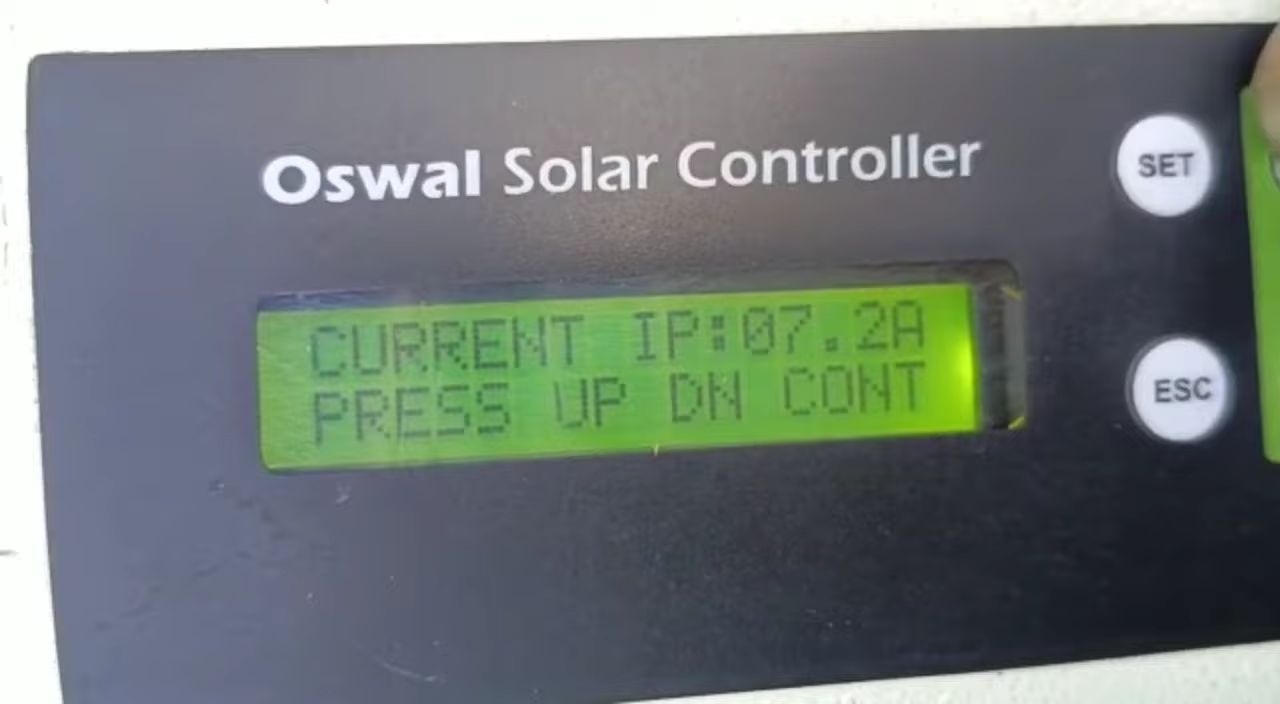 Oswal Solar Controller
SET
CURRENT IP:07.2A
PRESS UP DN CONT
ESC